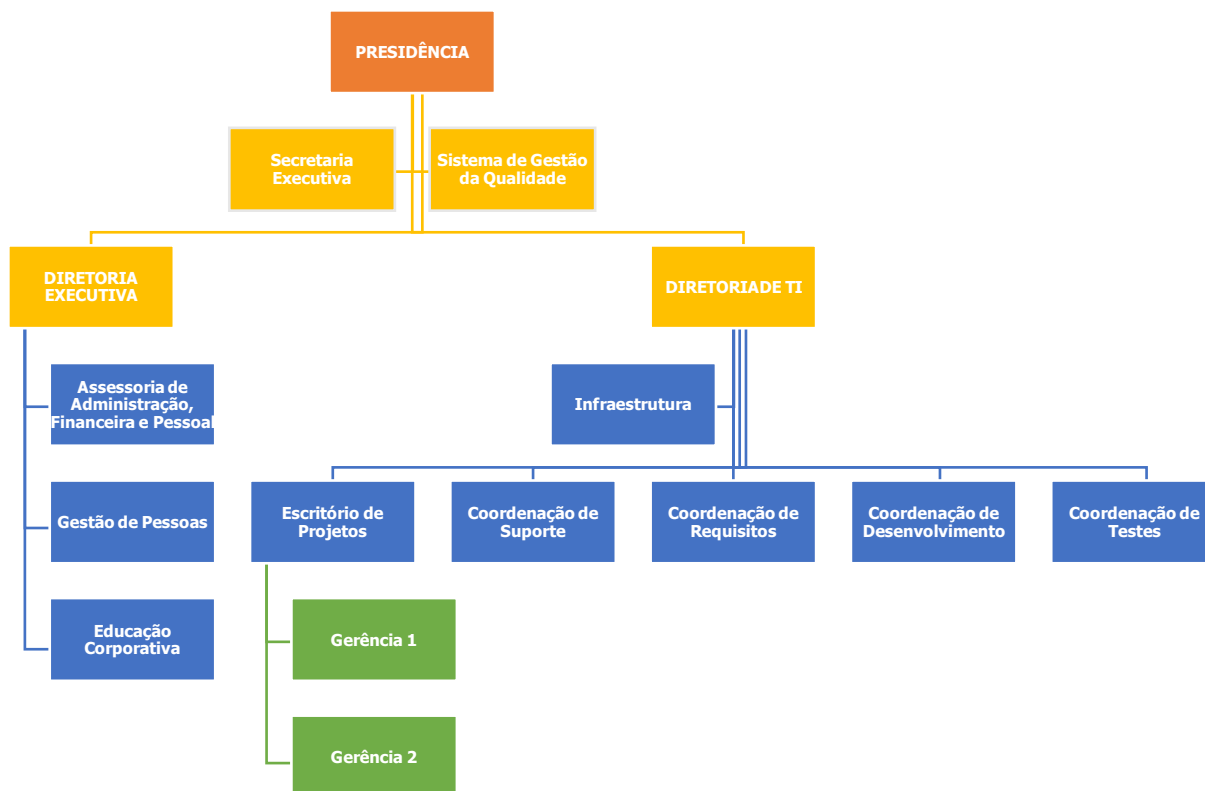 PRESIDÊNCIA
Secretaria
Executiva
Sistema de Gestão
da Qualidade
DIRETORIA
EXECUTIVA
DIRETORIADE TI
Assessoria de
Administração,
Financeira e Pessoal
Infraestrutura
Gestão de Pessoas
Escritório de
Projetos
Coordenação de
Suporte
Coordenação de
Requisitos
Coordenação de
Desenvolvimento
Coordenação de
Testes
Educação
Corporativa
Gerência 1
Gerência 2